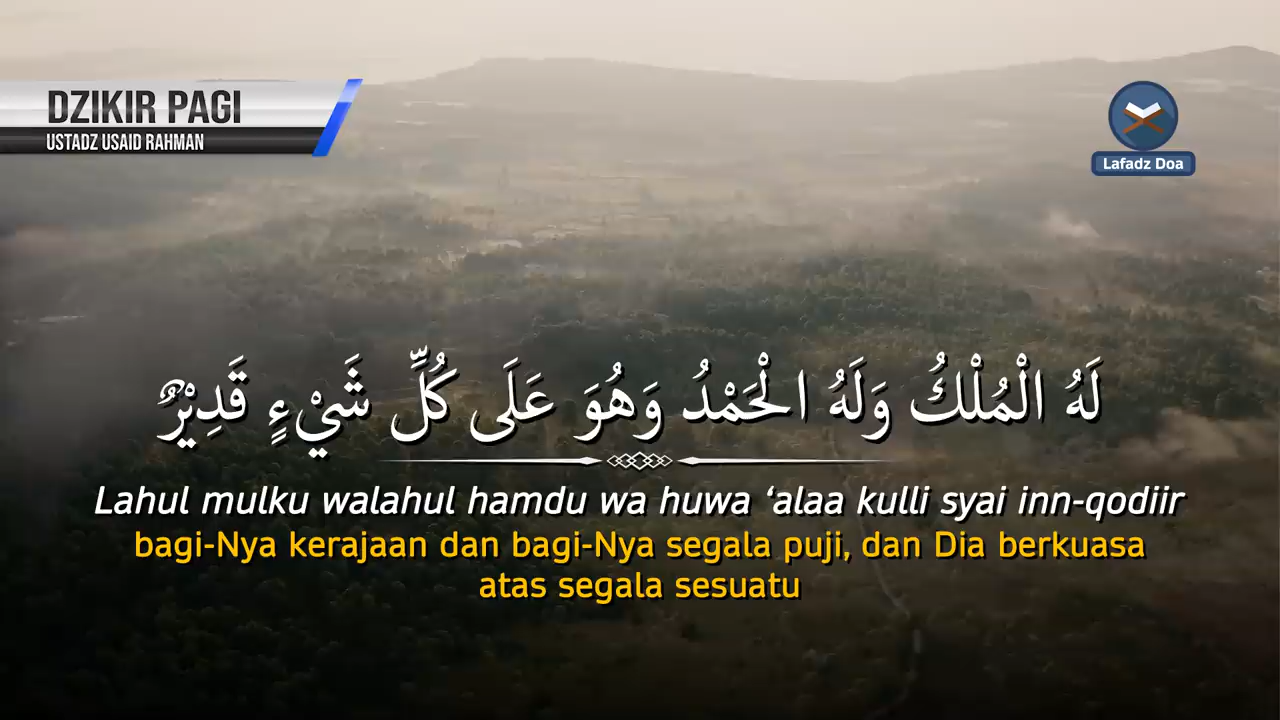 DZIKIR PAGI
USTADZ USAID RAHMAN
Lafadz Doa
لَهُ الْمُلْكُ وَلَهُ الْحَمْدُ وَهُوَ عَلَى كُلِّ شَيْءٍ قَدِيْرٌ
Lahul mulku walahul hamdu wa huwa ‘alaa kulli syai inn-qodiir
bagi-Nya kerajaan dan bagi-Nya segala puji, dan Dia berkuasa
atas segala sesuatu